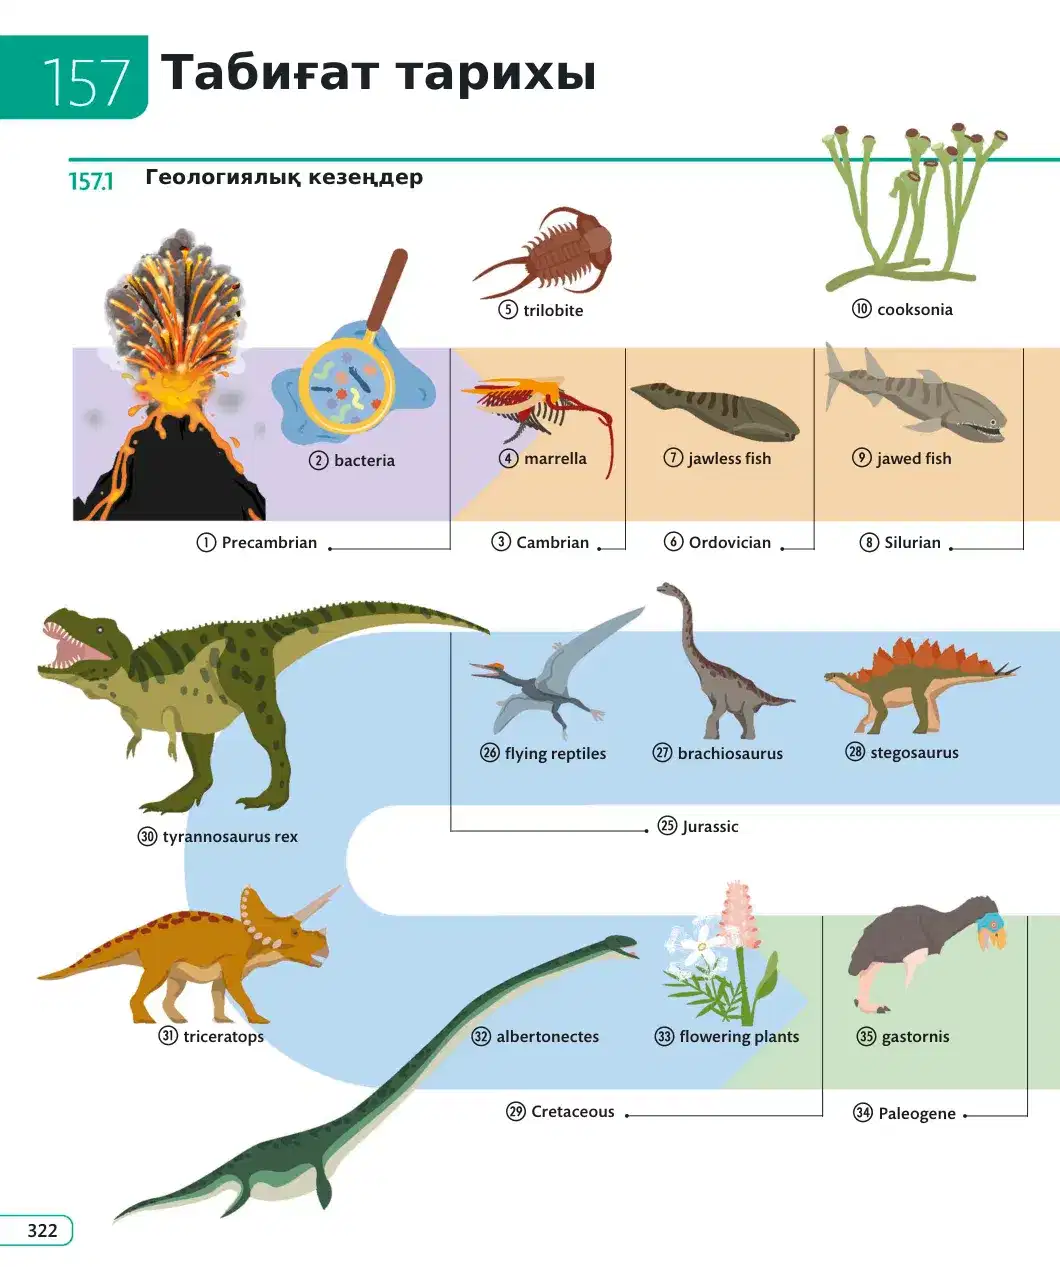 157 Табиғат тарихы
157.1 Геологиялық кезеңдер
5 trilobite
10 cooksonia
2 bacteria
4 marrella
7 jawless fish
9 jawed fish
1 Precambrian
3 Cambrian
6 Ordovician
8 Silurian
26 flying reptiles
27 brachiosaurus
28 stegosaurus
25 Jurassic
30 tyrannosaurus rex
31 triceratops
32 albertonectes
33 flowering plants
35 gastornis
29 Cretaceous
34 Paleogene
322